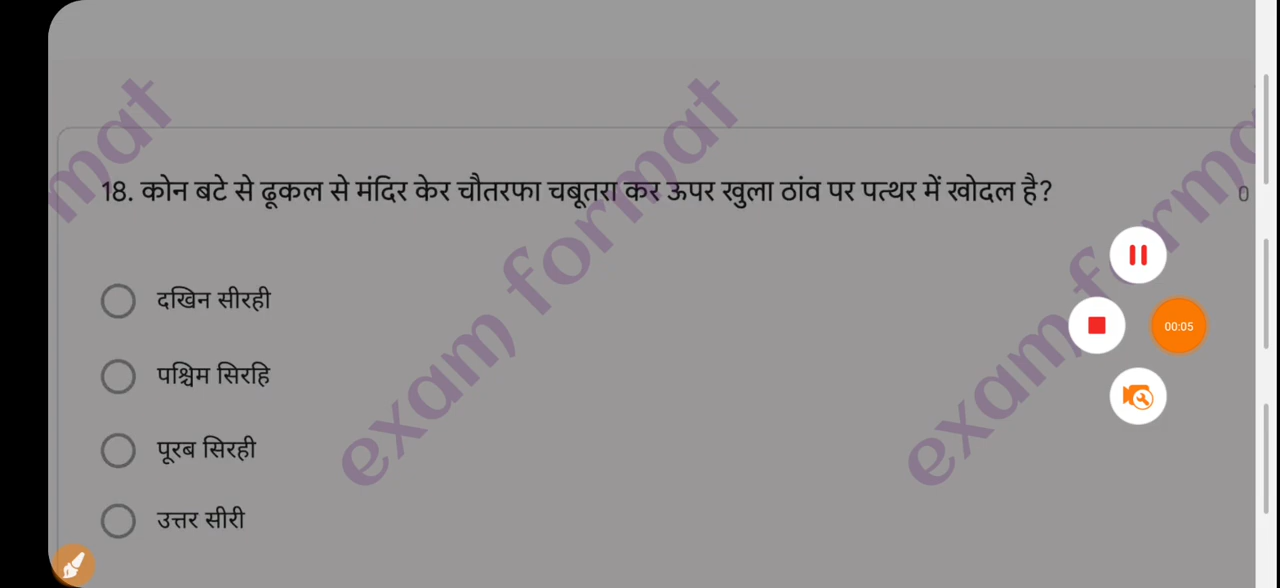 18. कोन बटे से ढूकल से मंदिर केर चौतरफा चबूतरा कर ऊपर खुला ठांव पर पत्थर में खोदल है?
0
दखिन सीरही
पश्चिम सिरहि
पूरब सिरही
उत्तर सीरी
00:05
exam format
exam format